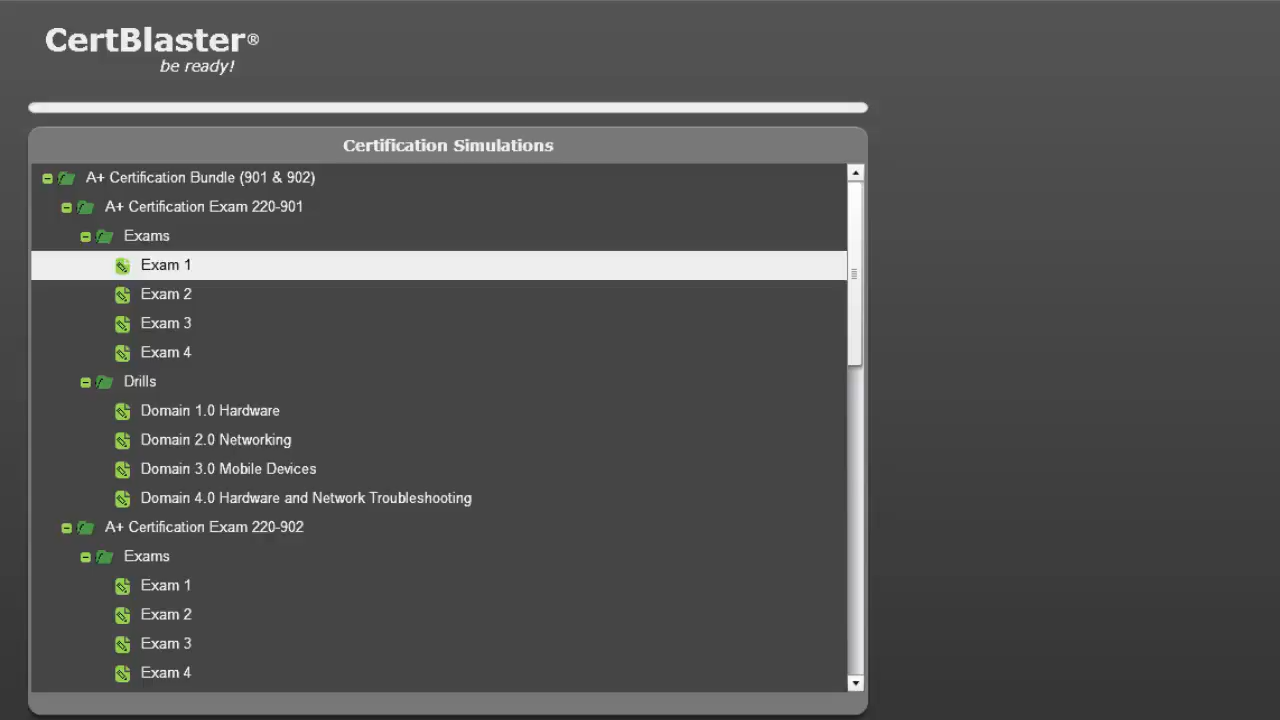 CertBlaster®
be ready!
Certification Simulations
A+ Certification Bundle (901 & 902)
A+ Certification Exam 220-901
Exams
Exam 1
Exam 2
Exam 3
Exam 4
Drills
Domain 1.0 Hardware
Domain 2.0 Networking
Domain 3.0 Mobile Devices
Domain 4.0 Hardware and Network Troubleshooting
A+ Certification Exam 220-902
Exams
Exam 1
Exam 2
Exam 3
Exam 4